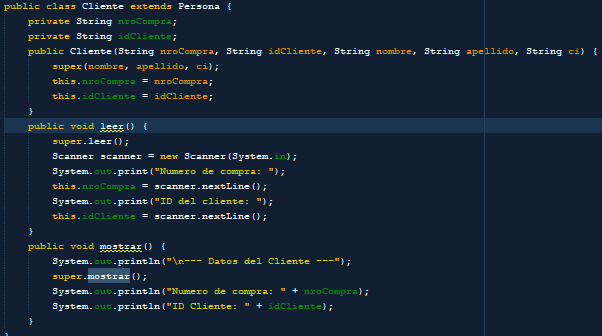 public class Cliente extends Persona {
    private String nroCompra;
    private String idCliente;
    public Cliente(String nroCompra, String idCliente, String nombre, String apellido, String ci) {
        super(nombre, apellido, ci);
        this.nroCompra = nroCompra;
        this.idCliente = idCliente;
    }
    public void leer() {
        super.leer();
        Scanner scanner = new Scanner(System.in);
        System.out.print("Numero de compra: ");
        this.nroCompra = scanner.nextLine();
        System.out.print("ID del cliente: ");
        this.idCliente = scanner.nextLine();
    }
    public void mostrar() {
        System.out.println("\n--- Datos del Cliente ---");
        super.mostrar();
        System.out.println("Numero de compra: " + nroCompra);
        System.out.println("ID Cliente: " + idCliente);
    }
}